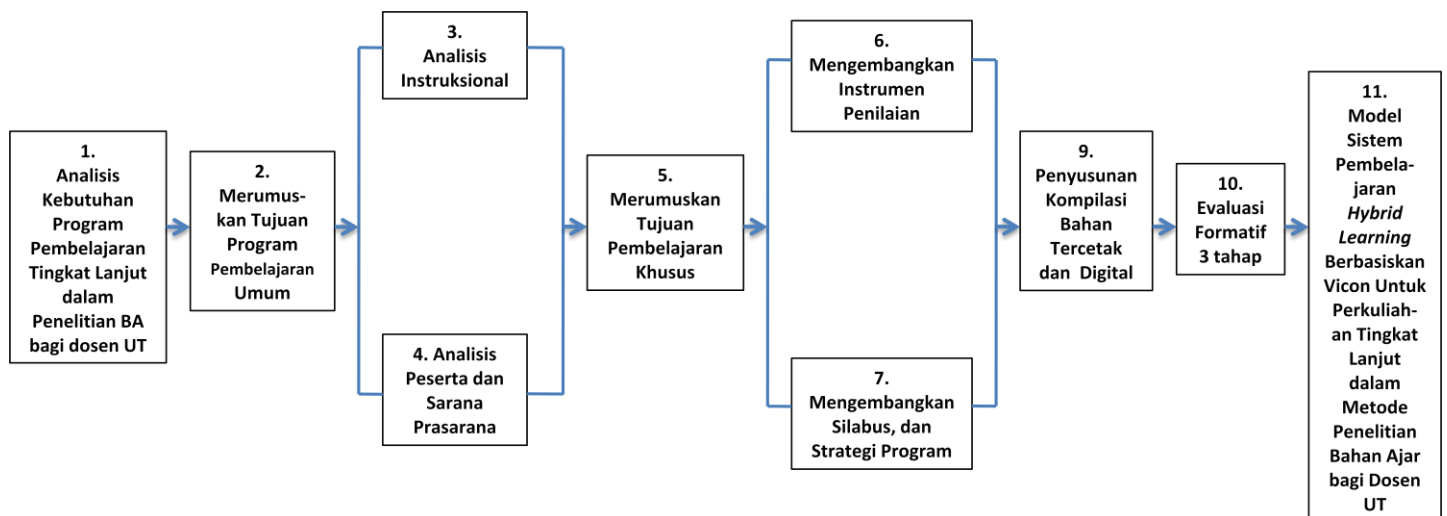 1.
Analisis
Kebutuhan
Program
Pembelajaran
Tingkat Lanjut
dalam
Penelitian BA
bagi dosen UT
2.
Merumus-
kan Tujuan
Program
Pembelajaran
Umum
3.
Analisis
Instruksional
4. Analisis
Peserta dan
Sarana
Prasarana
5.
Merumuskan
Tujuan
Pembelajaran
Khusus
6.
Mengembangkan
Instrumen
Penilaian
7.
Mengembangkan
Silabus, dan
Strategi Program
9.
Penyusunan
Kompilasi
Bahan
Tercetak
dan Digital
10.
Evaluasi
Formatif
3 tahap
11.
Model
Sistem
Pembela-
jaran
Hybrid
Learning
Berbasiskan
Vicon Untuk
Perkuliah-
an Tingkat
Lanjut
dalam
Metode
Penelitian
Bahan Ajar
bagi Dosen
UT